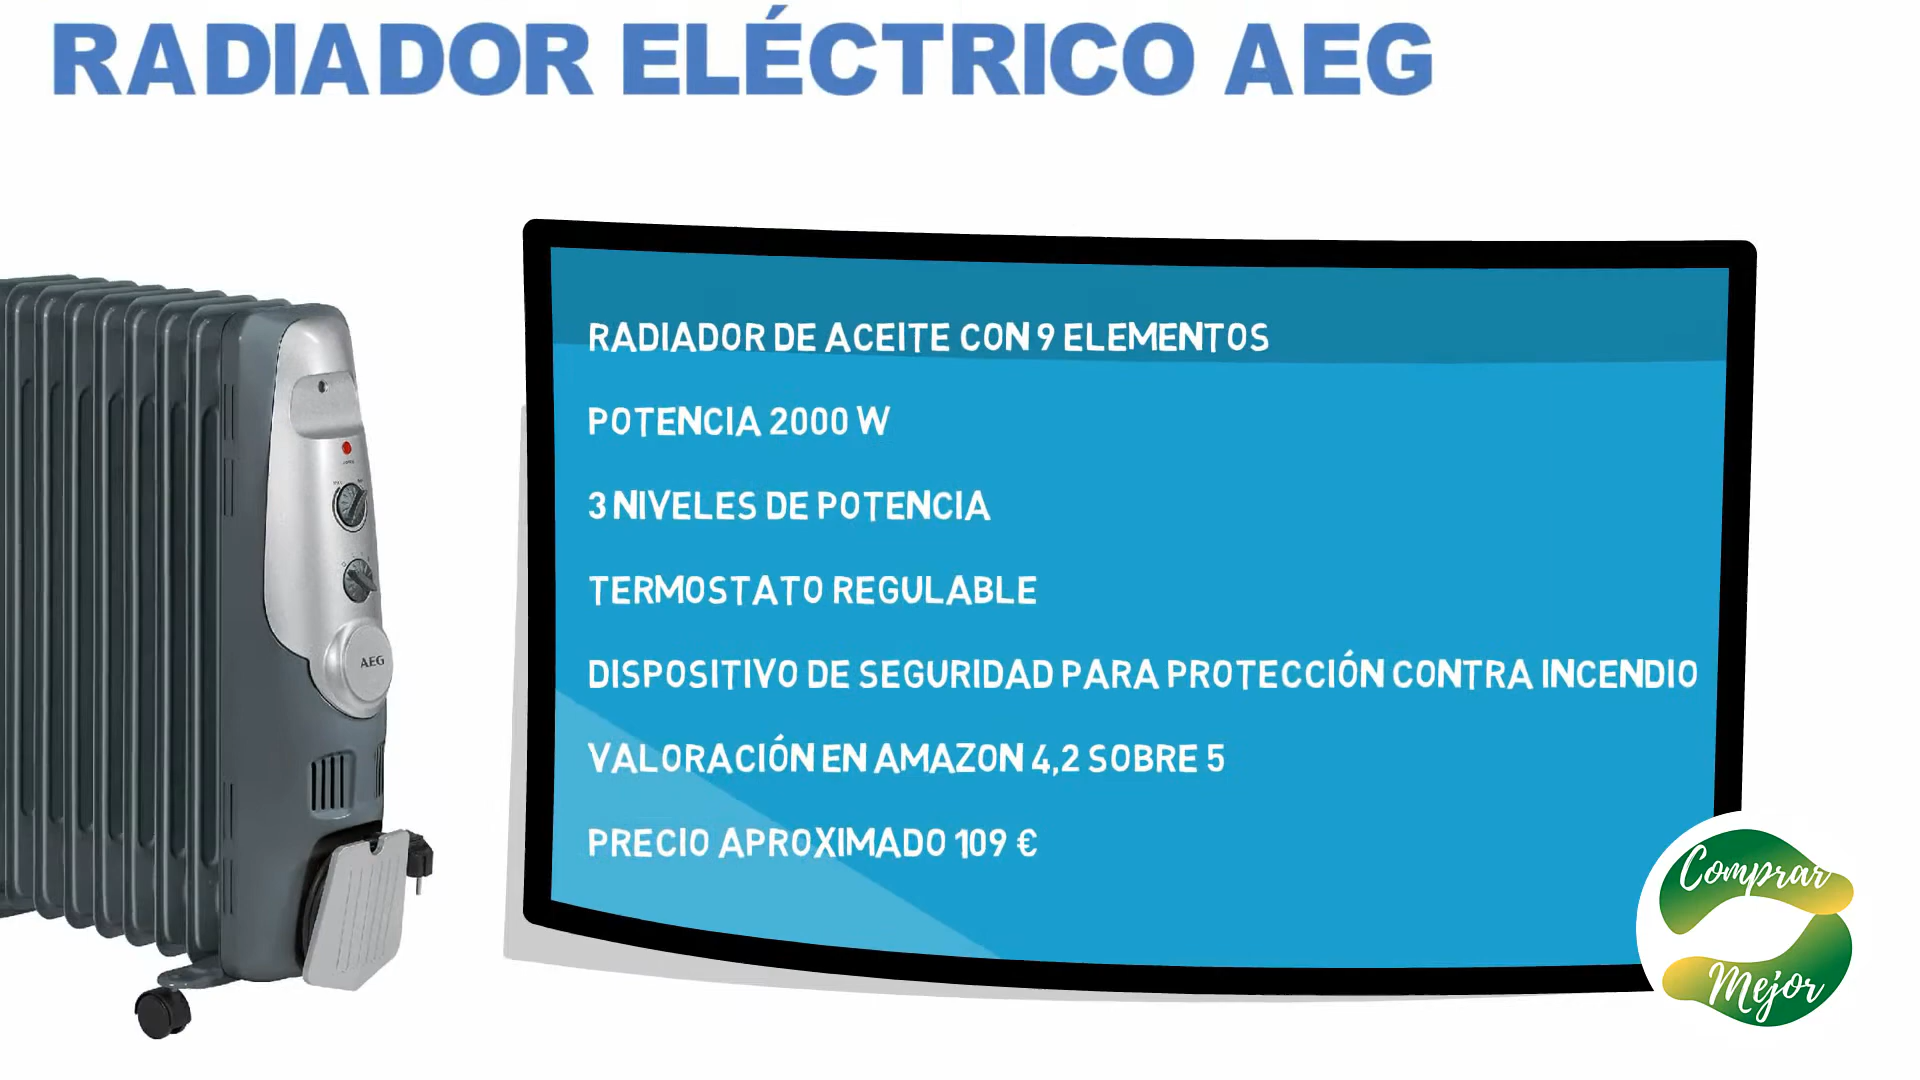 RADIADOR ELÉCTRICO AEG
RADIADOR DE ACEITE CON 9 ELEMENTOS
POTENCIA 2000 W
3 NIVELES DE POTENCIA
TERMOSTATO REGULABLE
DISPOSITIVO DE SEGURIDAD PARA PROTECCIÓN CONTRA INCENDIO
VALORACIÓN EN AMAZON 4,2 SOBRE 5
PRECIO APROXIMADO 109 €
AEG
Comprar
Mejor